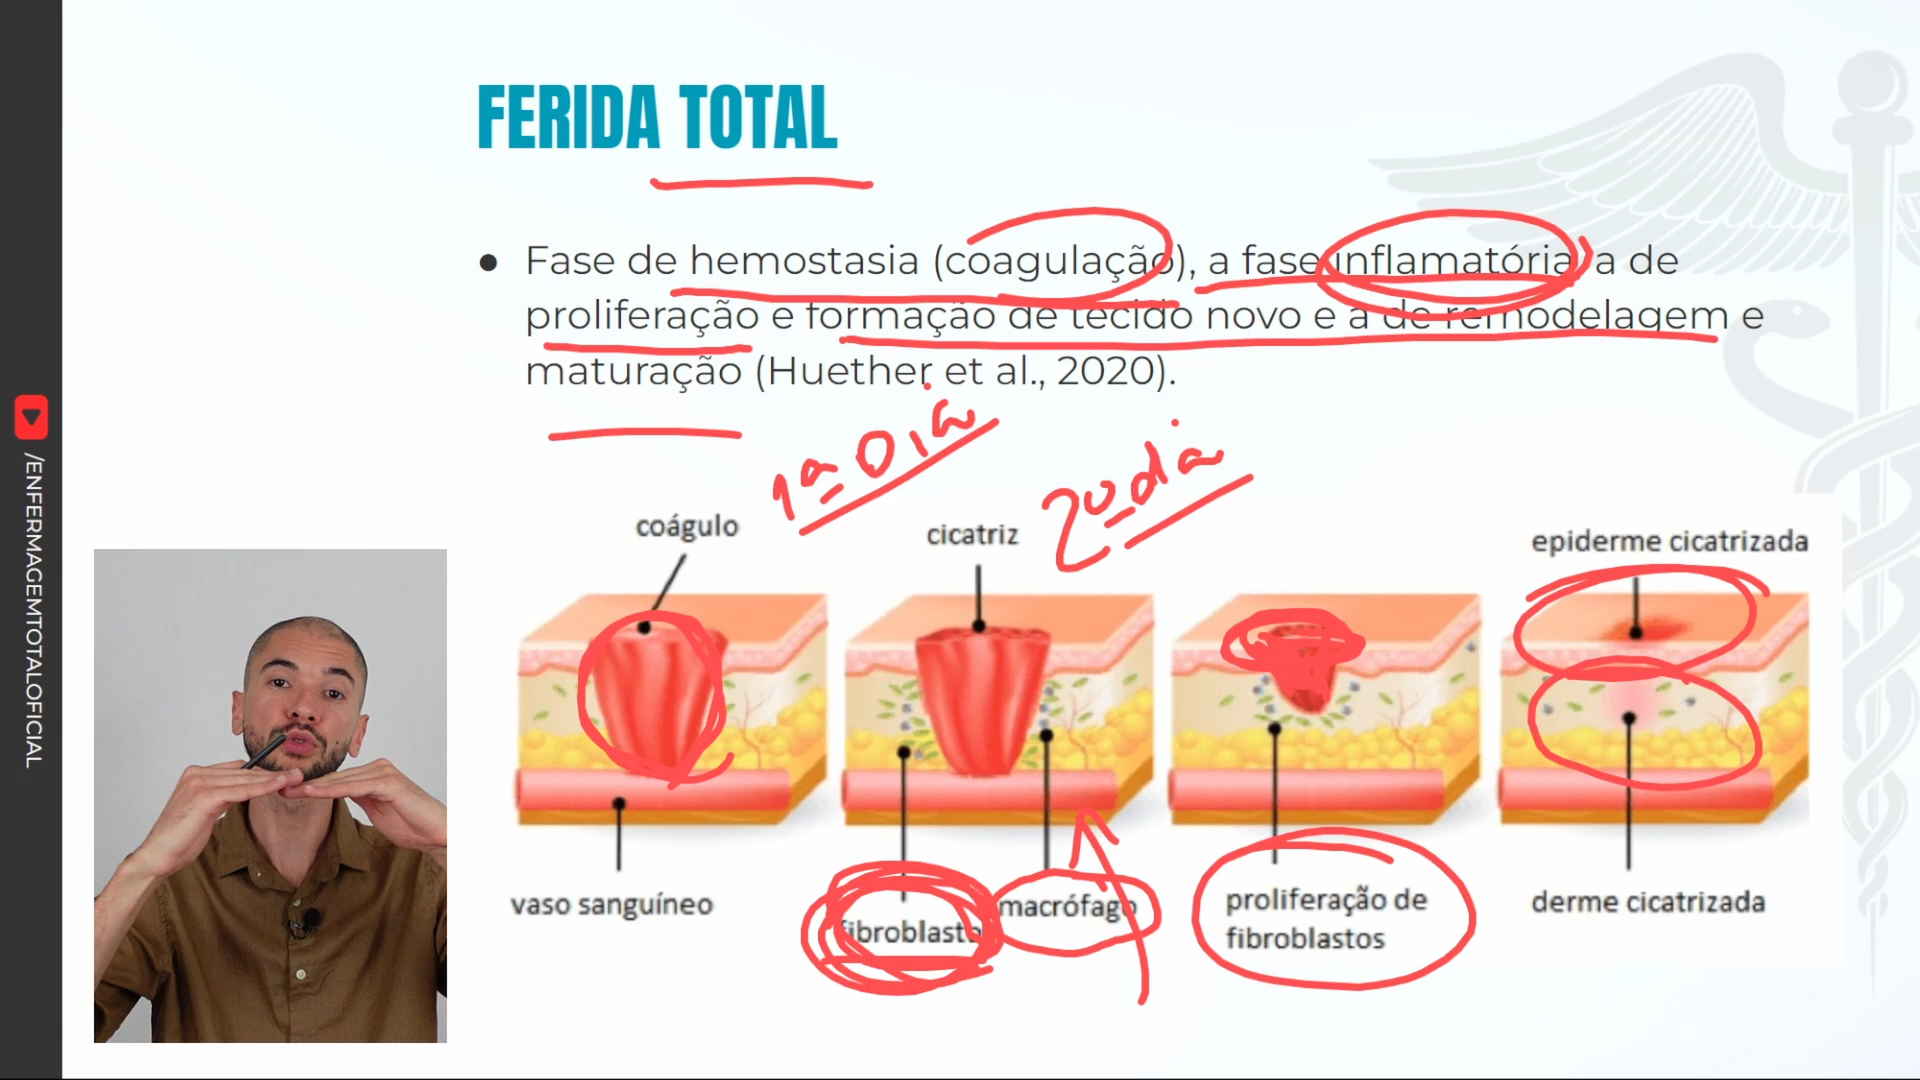 FERIDA TOTAL
● Fase de hemostasia (coagulação), a fase inflamatória, a de
proliferação e formação de tecido novo e a de remodelagem e
maturação (Huether et al., 2020).
1ª Dia
2º dia
coágulo
cicatriz
epiderme cicatrizada
vaso sanguíneo
fibroblasto
macrófago
proliferação de
fibroblastos
derme cicatrizada
/ENFERMAGEMTOTALOFICIAL